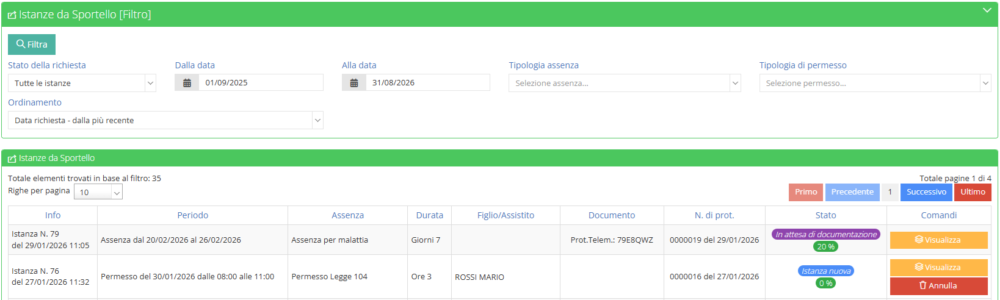 Istanze da Sportello [Filtro]
Filtra
Stato della richiesta Dalla data Alla data Tipologia assenza Tipologia di permesso
Tutte le istanze 01/09/2025 31/08/2026 Selezione assenza... Selezione permesso...
Ordinamento
Data richiesta - dalla più recente
Istanze da Sportello
Totale elementi trovati in base al filtro: 35 Totale pagine 1 di 4
Righe per pagina 10 Primo Precedente 1 Successivo Ultimo
Info Periodo Assenza Durata Figlio/Assistito Documento N. di prot. Stato Comandi
Istanza N. 79
del 29/01/2026 11:05 Assenza dal 20/02/2026 al 26/02/2026 Assenza per malattia Giorni 7 Prot.Telem.: 79E8QWZ 0000019 del 29/01/2026 In attesa di documentazione
20 % Visualizza
Istanza N. 76
del 27/01/2026 11:32 Permesso del 30/01/2026 dalle 08:00 alle 11:00 Permesso Legge 104 Ore 3 ROSSI MARIO 0000016 del 27/01/2026 Istanza nuova
0 % Visualizza
Annulla